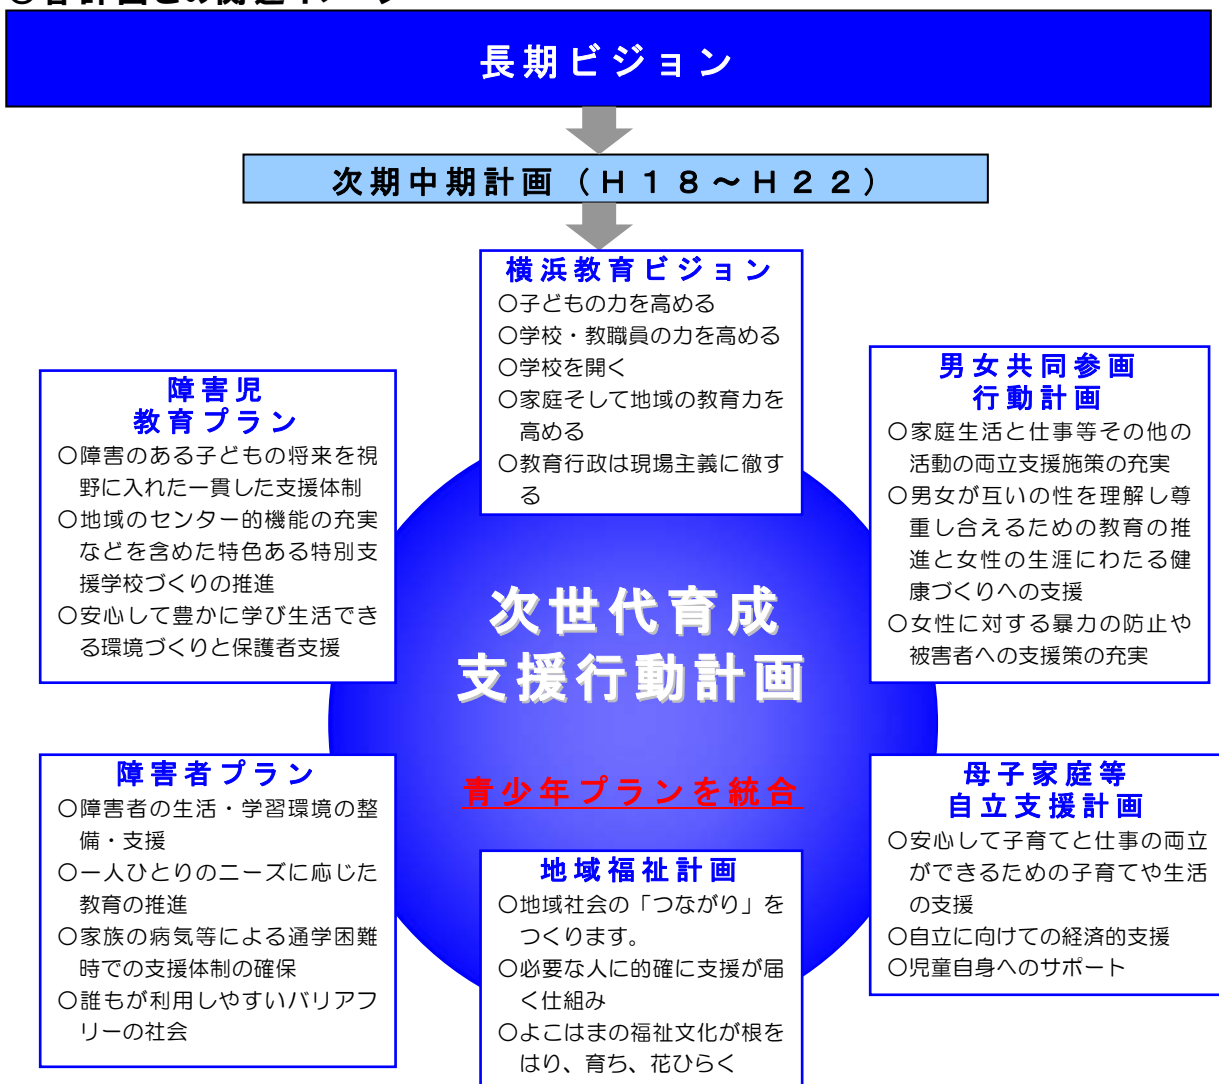 長期ビジョン
次期中期計画（Ｈ１８～Ｈ２２）
横浜教育ビジョン
○子どもの力を高める
○学校・教職員の力を高める
○学校を開く
○家庭そして地域の教育力を
高める
○教育行政は現場主義に徹す
る
障害児
教育プラン
○障害のある子どもの将来を視
野に入れた一貫した支援体制
○地域のセンター的機能の充実
などを含めた特色ある特別支
援学校づくりの推進
○安心して豊かに学び生活でき
る環境づくりと保護者支援
男女共同参画
行動計画
○家庭生活と仕事等その他の
活動の両立支援施策の充実
○男女が互いの性を理解し尊
重し合えるための教育の推
進と女性の生涯にわたる健
康づくりへの支援
○女性に対する暴力の防止や
被害者への支援策の充実
次世代育成
支援行動計画
青少年プランを統合
障害者プラン
○障害者の生活・学習環境の整
備・支援
○一人ひとりのニーズに応じた
教育の推進
○家族の病気等による通学困難
時での支援体制の確保
○誰もが利用しやすいバリアフ
リーの社会
地域福祉計画
○地域社会の「つながり」を
つくります。
○必要な人に的確に支援が届
く仕組み
○よこはまの福祉文化が根を
はり、育ち、花ひらく
母子家庭等
自立支援計画
○安心して子育てと仕事の両立
ができるための子育てや生活
の支援
○自立に向けての経済的支援
○児童自身へのサポート